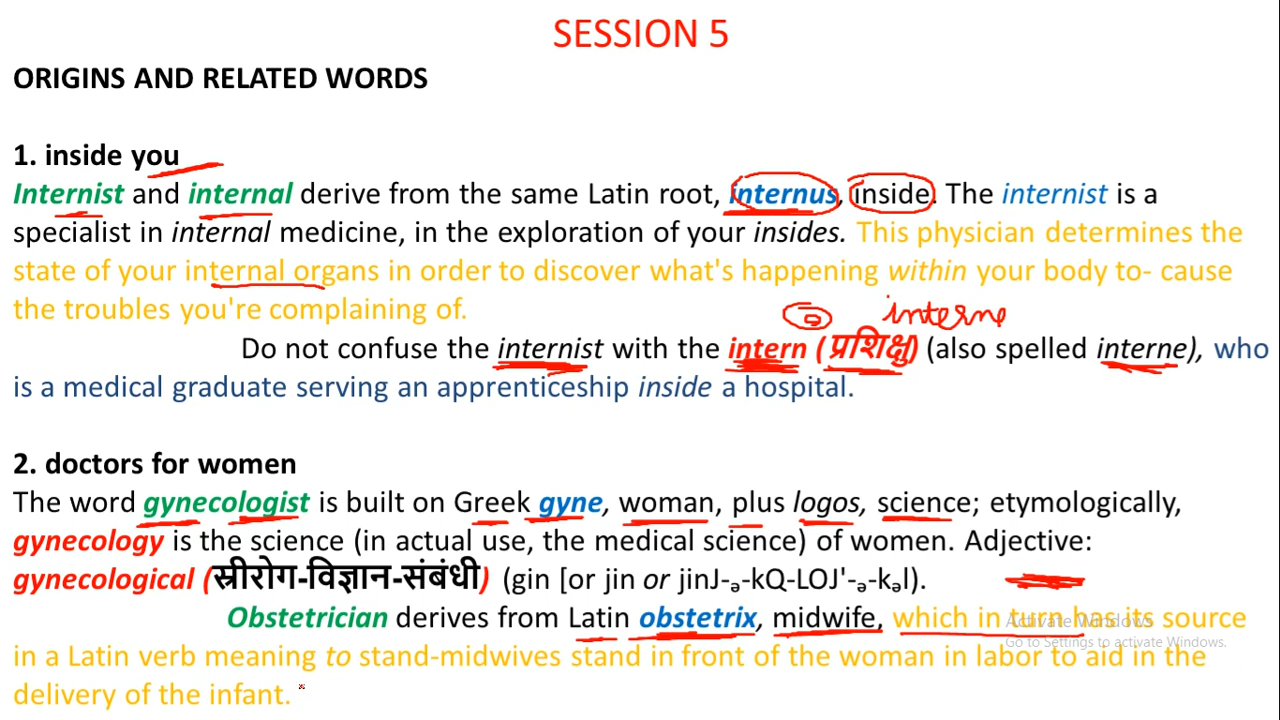 SESSION 5
ORIGINS AND RELATED WORDS
1. inside you
Internist and internal derive from the same Latin root, internus, inside. The internist is a
specialist in internal medicine, in the exploration of your insides. This physician determines the
state of your internal organs in order to discover what's happening within your body to- cause
the troubles you're complaining of.
interne
Do not confuse the internist with the intern (प्रशिक्षु) (also spelled interne), who
is a medical graduate serving an apprenticeship inside a hospital.
2. doctors for women
The word gynecologist is built on Greek gyne, woman, plus logos, science; etymologically,
gynecology is the science (in actual use, the medical science) of women. Adjective:
gynecological (स्त्रीरोग-विज्ञान-संबंधी) (gin [or jin or jinJ-ₔ-kQ-LOJ'-ₔ-kₔl).
Obstetrician derives from Latin obstetrix, midwife, which in turn has its source
in a Latin verb meaning to stand-midwives stand in front of the woman in labor to aid in the
delivery of the infant.
Activate Windows
Go to Settings to activate Windows.